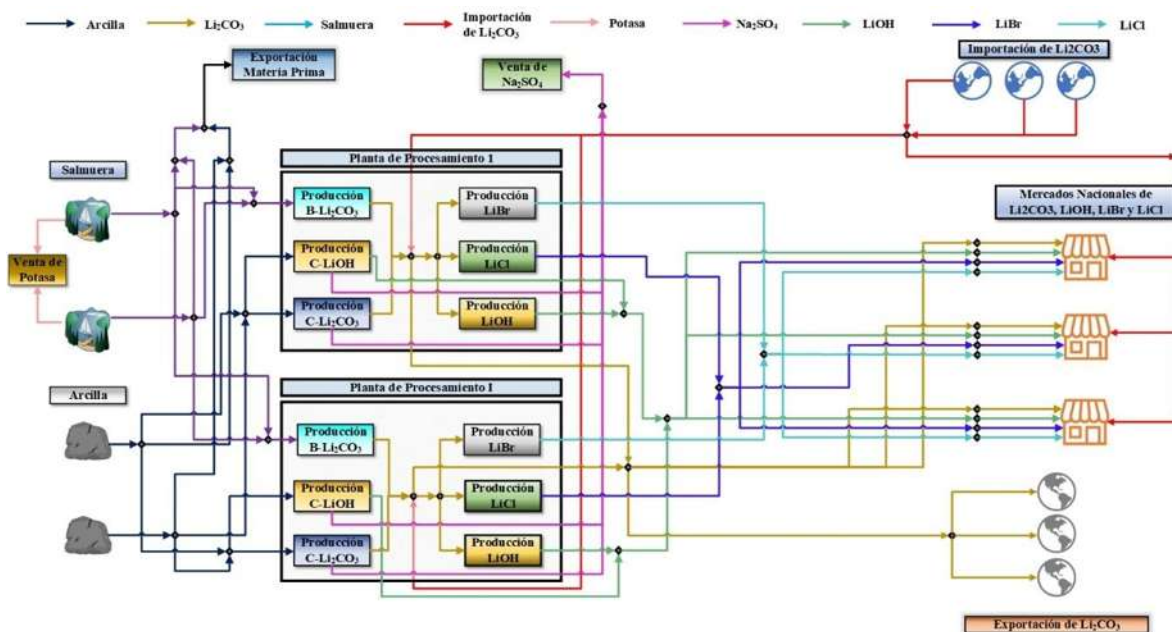 Arcilla
Li₂CO₃
Salmuera
Importación
de Li₂CO₃
Potasa
Na₂SO₄
LiOH
LiBr
LiCl
Exportación
Materia Prima
Venta de
Na₂SO₄
Importación de Li2CO3
Salmuera
Planta de Procesamiento 1
Producción
B-Li₂CO₃
Producción
LiBr
Mercados Nacionales de
Li2CO3, LiOH, LiBr y LiCl
Venta de
Potasa
Producción
C-LiOH
Producción
LiCl
Producción
C-Li₂CO₃
Producción
LiOH
Arcilla
Planta de Procesamiento I
Producción
B-Li₂CO₃
Producción
LiBr
Producción
C-LiOH
Producción
LiCl
Producción
C-Li₂CO₃
Producción
LiOH
Exportación de Li₂CO₃